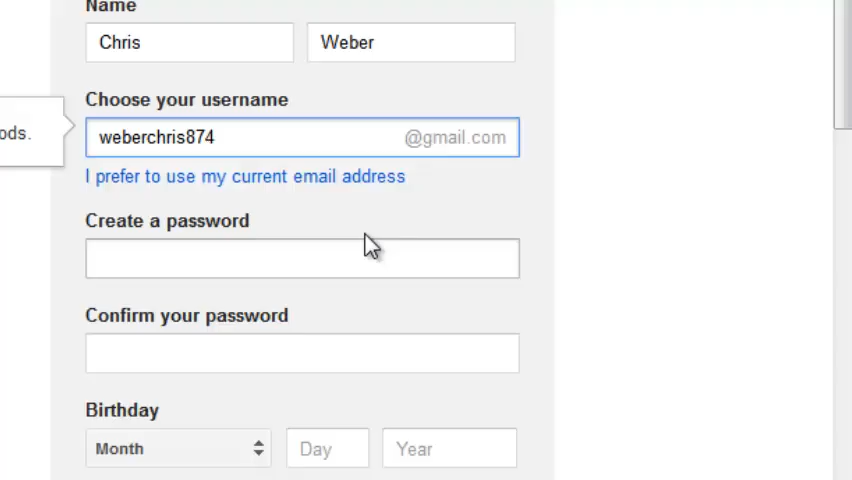 Name
Chris Weber
Choose your username
ods.
weberchris874 @gmail.com
I prefer to use my current email address
Create a password
Confirm your password
Birthday
Month Day Year